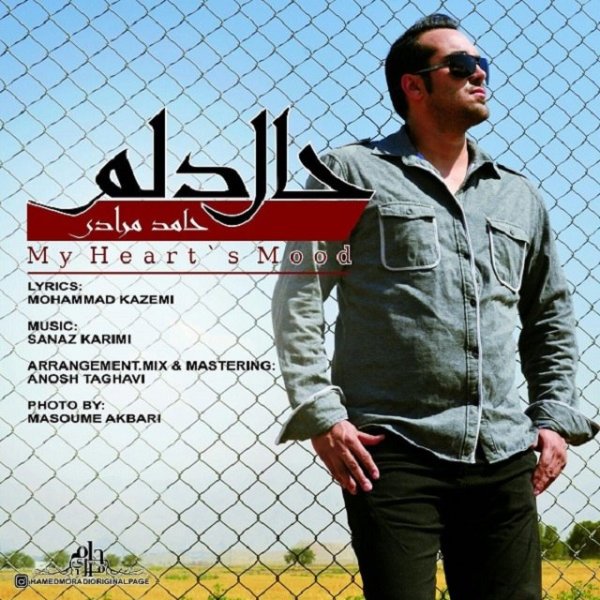 حال دلم
حامد مرادی
My Heart`s Mood
LYRICS:
MOHAMMAD KAZEMI
MUSIC:
SANAZ KARIMI
ARRANGEMENT.MIX & MASTERING:
ANOSH TAGHAVI
PHOTO BY:
MASOUME AKBARI
HAMEDMORADIORIGINALPAGE